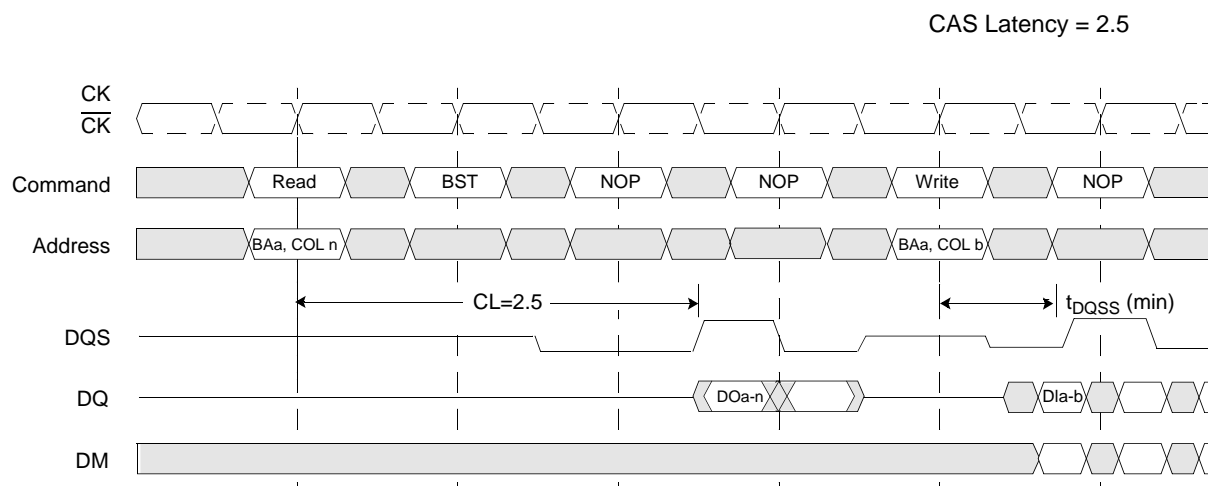 CAS Latency = 2.5
CK
CK
Command Read BST NOP NOP Write NOP
Address BAa, COL n BAa, COL b
CL=2.5 tDQSS (min)
DQS
DQ DOa-n DIa-b
DM